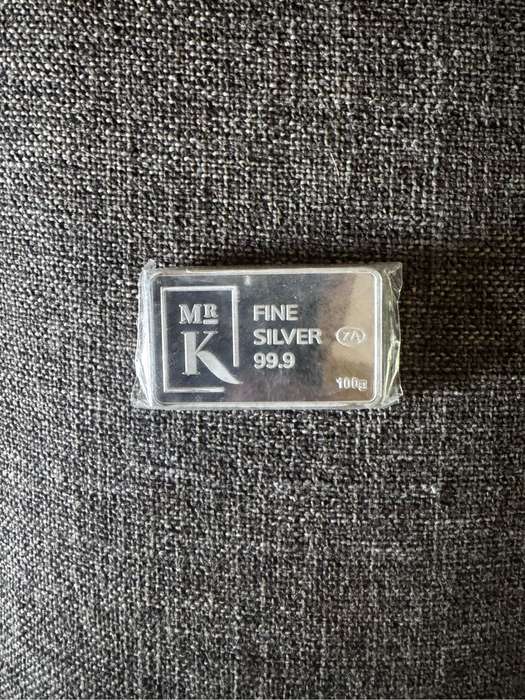 MR
K
FINE
SILVER
99.9
ZA
100g